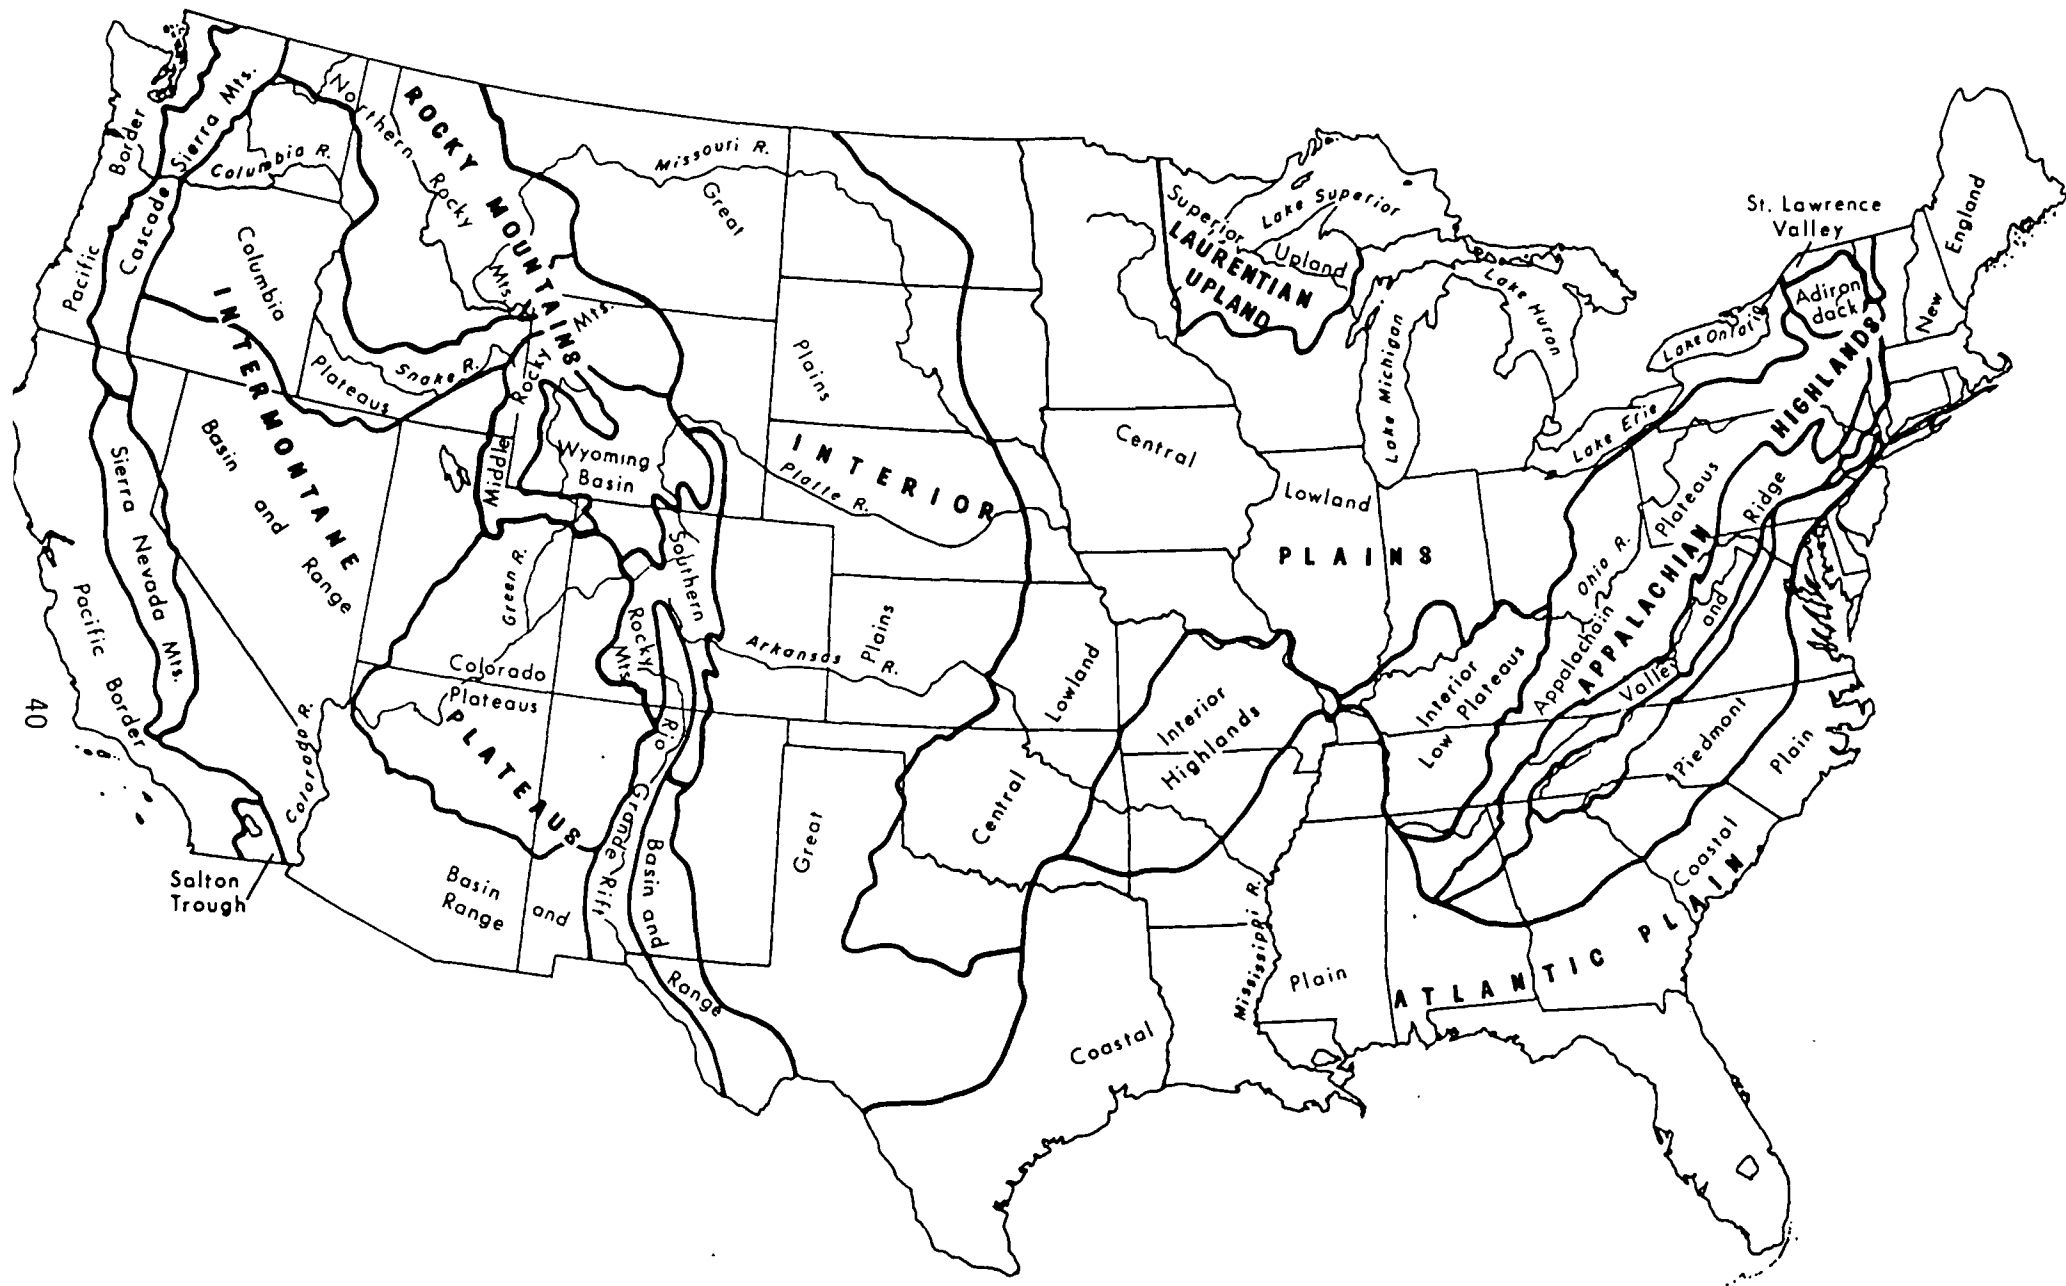 Northern
Rocky
Mts.
ROCKY MOUNTAINS
Sierra Mts.
Cascade
Border
Pacific
Columbia R.
Columbia
Plateaus
Snake R.
INTERMONTANE
PLATEAUS
Basin
and
Range
Sierra Nevada Mts.
Pacific Border
Salton
Trough
Colorado R.
Middle
Rocky
Mts.
Wyoming
Basin
Green R.
Southern
Rocky
Mts.
Colorado
Plateaus
Rio Grande Rift
Basin
Range
and
Basin and
Range
Missouri R.
Great
Plains
INTERIOR
PLAINS
Platte R.
Arkansas R.
Plains
Great
Central
Lowland
Central
Lowland
Interior
Highlands
Superior
Upland
LAURENTIAN
UPLAND
Lake Superior
Lake Michigan
Lake Huron
Lake Erie
Lake Ontario
St. Lawrence
Valley
Adiron
dack
New
England
APPALACHIAN
HIGHLANDS
Appalachain
Plateaus
Ohio R.
Valley
and
Ridge
Piedmont
Interior
Low Plateaus
Coastal
Plain
ATLANTIC PLAIN
Mississippi R.
Plain
Coastal
40